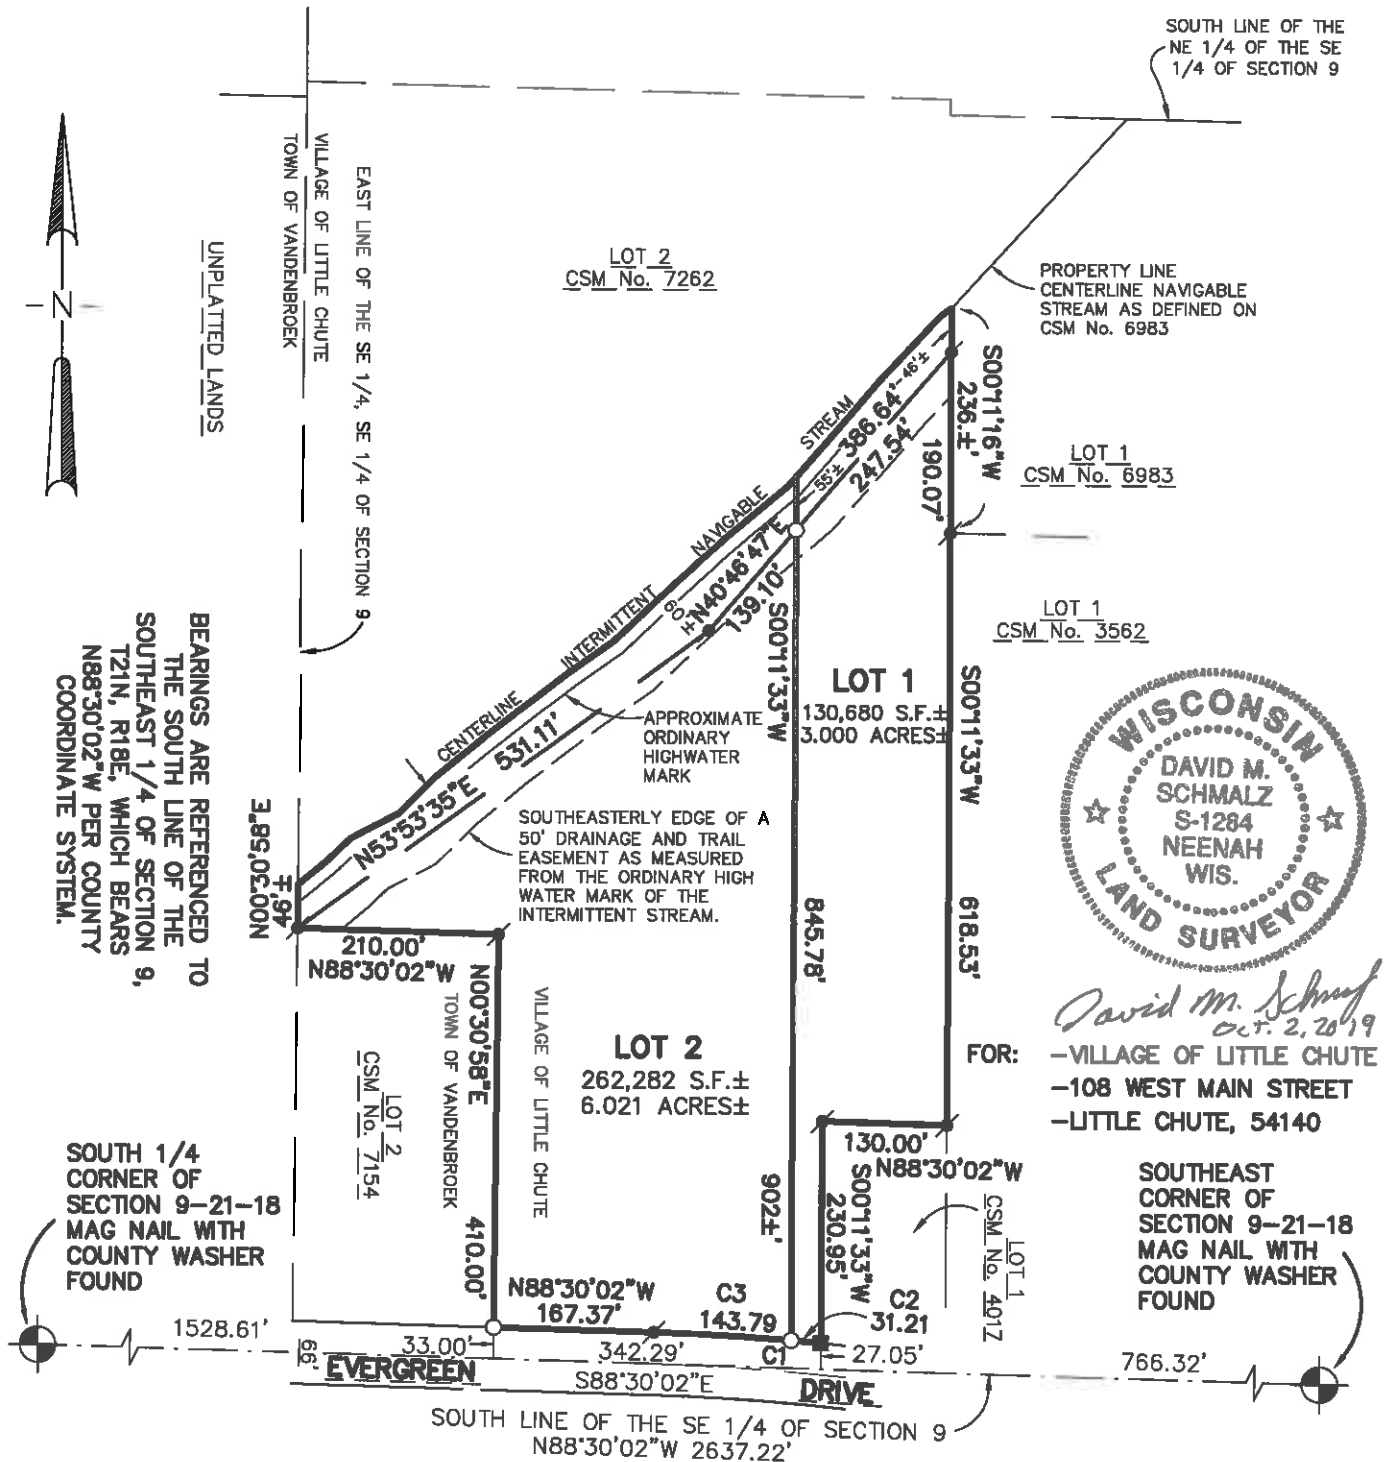 SOUTH LINE OF THE
NE 1/4 OF THE SE
1/4 OF SECTION 9
N
UNPLATTED LANDS
TOWN OF VANDENBROEK
VILLAGE OF LITTLE CHUTE
EAST LINE OF THE SE 1/4, SE 1/4 OF SECTION 9
LOT 2
CSM No. 7262
PROPERTY LINE
CENTERLINE NAVIGABLE
STREAM AS DEFINED ON
CSM No. 6983
S00°11'16"W
236.±'
190.07'
LOT 1
CSM No. 6983
LOT 1
CSM No. 3562
CENTERLINE INTERMITTENT NAVIGABLE STREAM
46'±
386.64'
247.54'
55'±
N40°46'47"E
139.10'
60'±
S00°11'33"W
845.78'
902±'
LOT 1
130,680 S.F.±
3.000 ACRES±
S00°11'33"W
618.53'
APPROXIMATE
ORDINARY
HIGHWATER
MARK
N53°53'35"E 531.11'
SOUTHEASTERLY EDGE OF A
50' DRAINAGE AND TRAIL
EASEMENT AS MEASURED
FROM THE ORDINARY HIGH
WATER MARK OF THE
INTERMITTENT STREAM.
BEARINGS ARE REFERENCED TO
THE SOUTH LINE OF THE
SOUTHEAST 1/4 OF SECTION 9,
T21N, R18E, WHICH BEARS
N88°30'02"W PER COUNTY
COORDINATE SYSTEM.
N00°30'58"E
46'±
210.00'
N88°30'02"W
N00°30'58"E
410.00'
TOWN OF VANDENBROEK
VILLAGE OF LITTLE CHUTE
LOT 2
CSM No. 7154
LOT 2
262,282 S.F.±
6.021 ACRES±
WISCONSIN
DAVID M.
SCHMALZ
S-1284
NEENAH
WIS.
LAND SURVEYOR
David M. Schmalz
Oct. 2, 2019
FOR:
-VILLAGE OF LITTLE CHUTE
-108 WEST MAIN STREET
-LITTLE CHUTE, 54140
130.00'
N88°30'02"W
S00°11'33"W
230.95'
LOT 1
CSM No. 4017
SOUTH 1/4
CORNER OF
SECTION 9-21-18
MAG NAIL WITH
COUNTY WASHER
FOUND
SOUTHEAST
CORNER OF
SECTION 9-21-18
MAG NAIL WITH
COUNTY WASHER
FOUND
N88°30'02"W
167.37'
C3
143.79
C2
31.21
C1
1528.61'
66'
33.00'
342.29'
27.05'
766.32'
EVERGREEN DRIVE
S88°30'02"E
SOUTH LINE OF THE SE 1/4 OF SECTION 9
N88°30'02"W 2637.22'